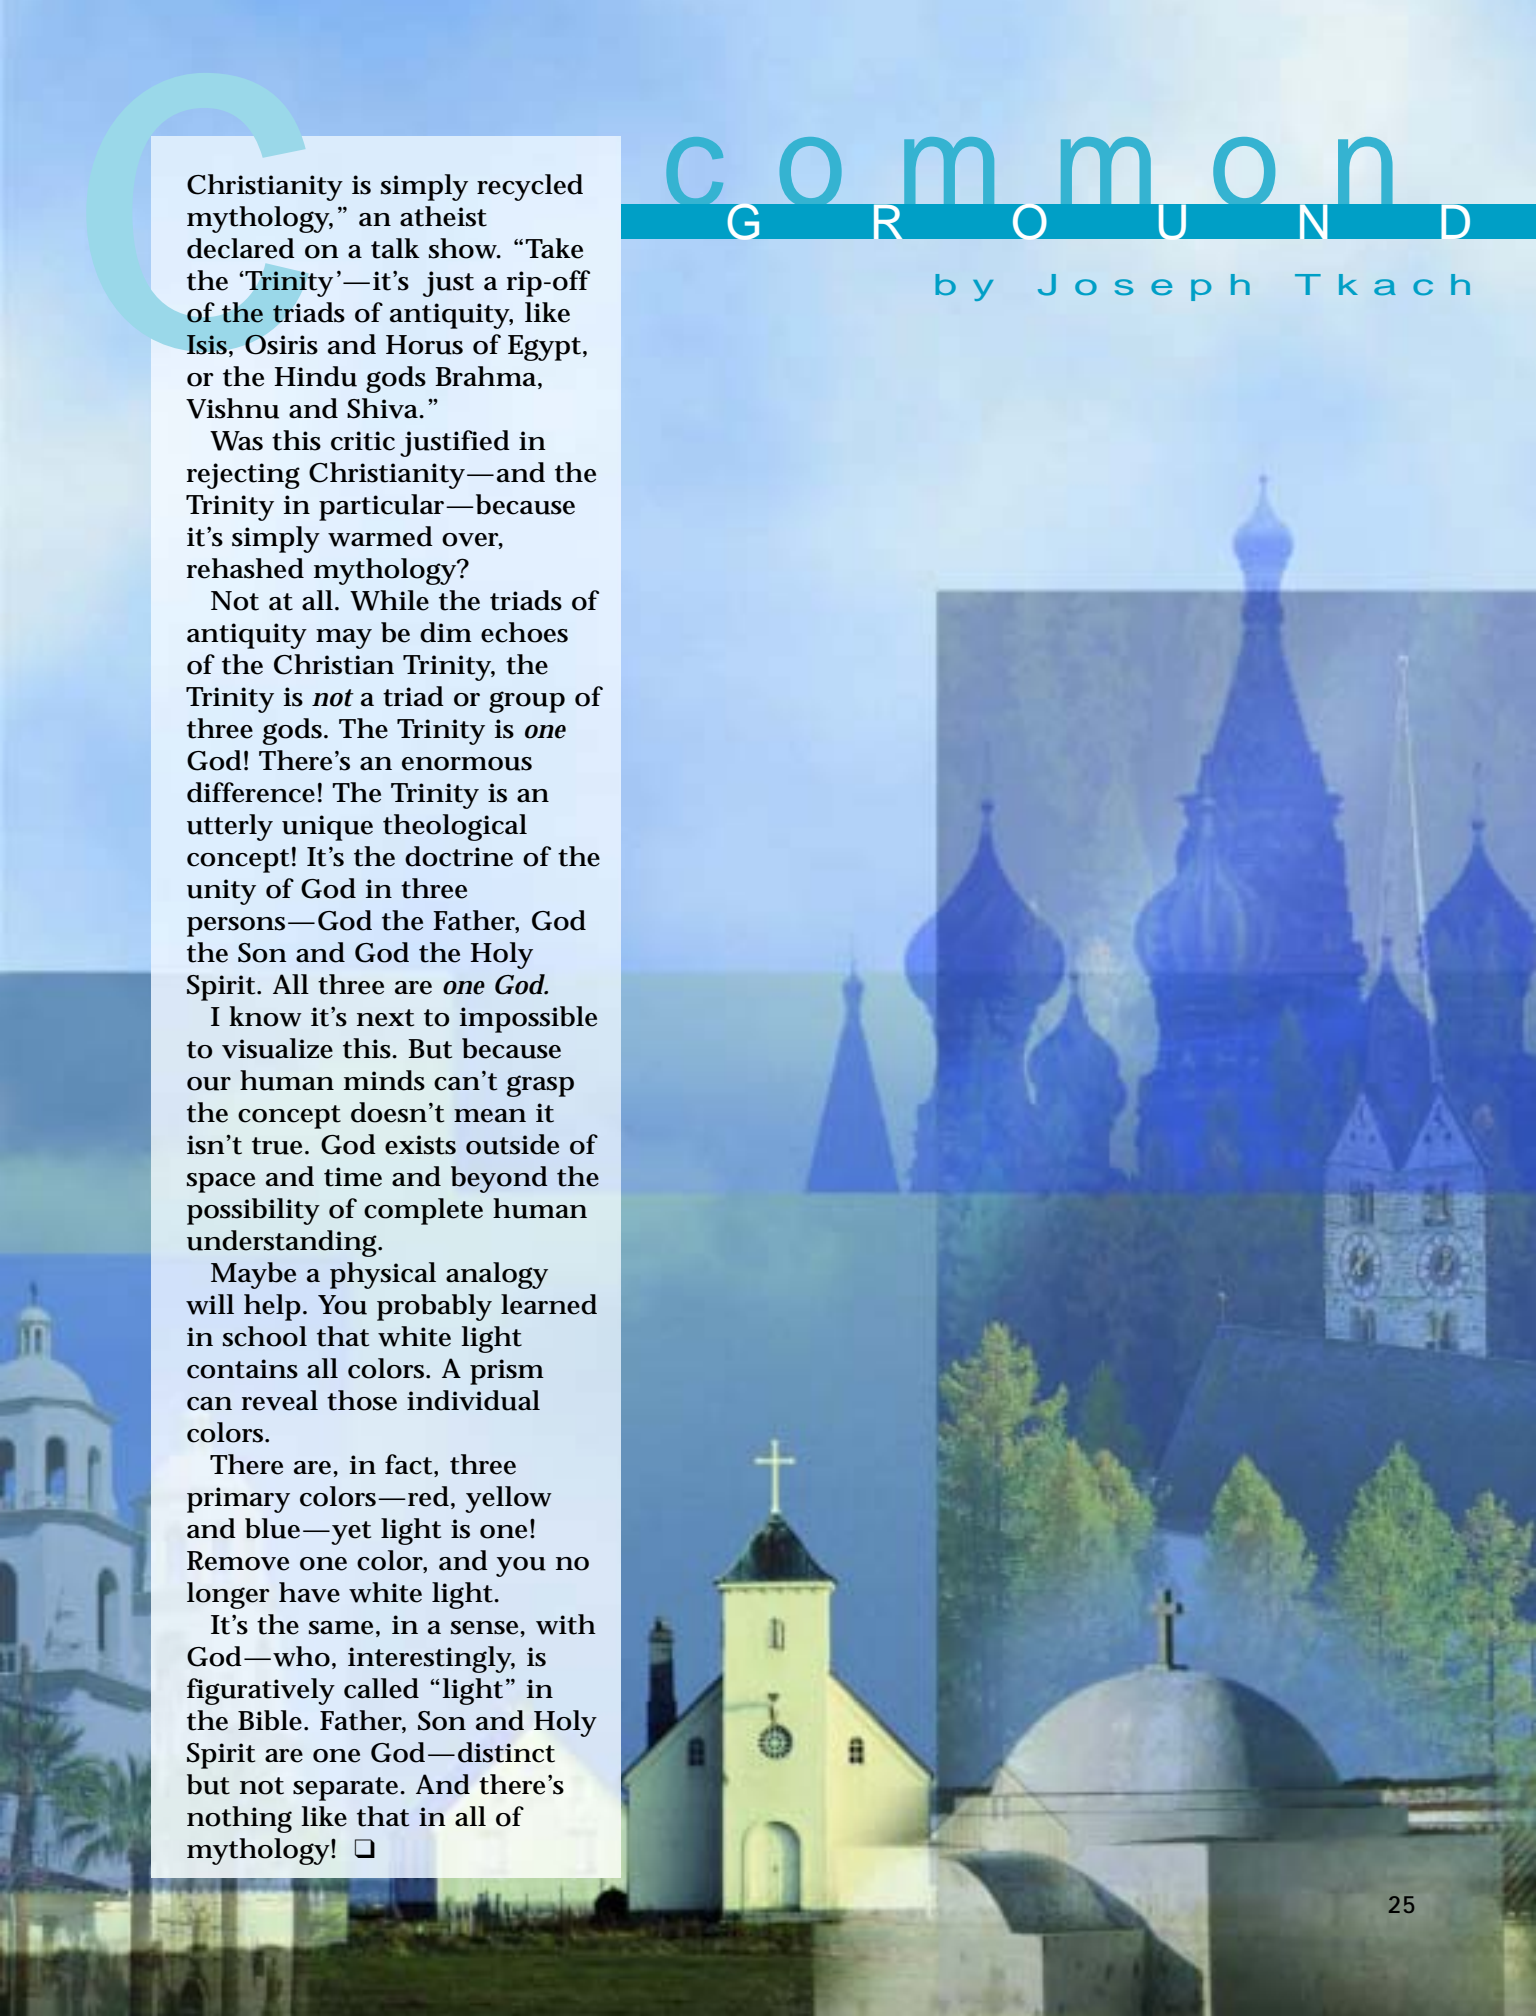 common
GROUND
by Joseph Tkach
C
Christianity is simply recycled
mythology,” an atheist
declared on a talk show. “Take
the ‘Trinity’—it’s just a rip-off
of the triads of antiquity, like
Isis, Osiris and Horus of Egypt,
or the Hindu gods Brahma,
Vishnu and Shiva.”
Was this critic justified in
rejecting Christianity—and the
Trinity in particular—because
it’s simply warmed over,
rehashed mythology?
Not at all. While the triads of
antiquity may be dim echoes
of the Christian Trinity, the
Trinity is not a triad or group of
three gods. The Trinity is one
God! There’s an enormous
difference! The Trinity is an
utterly unique theological
concept! It’s the doctrine of the
unity of God in three
persons—God the Father, God
the Son and God the Holy
Spirit. All three are one God.
I know it’s next to impossible
to visualize this. But because
our human minds can’t grasp
the concept doesn’t mean it
isn’t true. God exists outside of
space and time and beyond the
possibility of complete human
understanding.
Maybe a physical analogy
will help. You probably learned
in school that white light
contains all colors. A prism
can reveal those individual
colors.
There are, in fact, three
primary colors—red, yellow
and blue—yet light is one!
Remove one color, and you no
longer have white light.
It’s the same, in a sense, with
God—who, interestingly, is
figuratively called “light” in
the Bible. Father, Son and Holy
Spirit are one God—distinct
but not separate. And there’s
nothing like that in all of
mythology! ❑
25